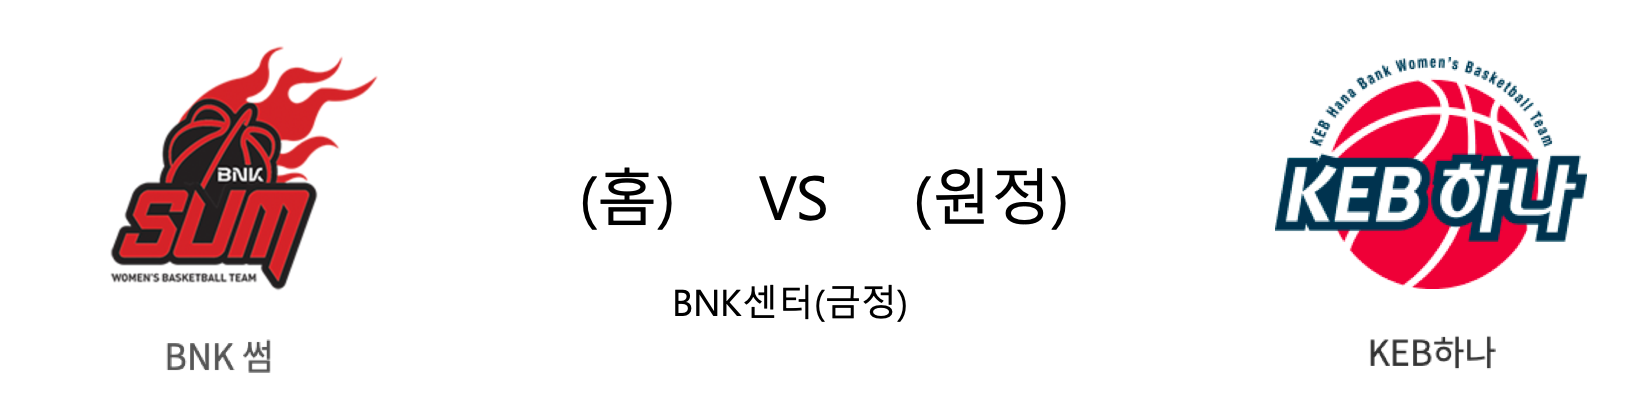 BNK
SUM
WOMEN'S BASKETBALL TEAM
BNK 썸
(홈) VS (원정)
BNK센터(금정)
KEB Hana Bank Women's Basketball Team
KEB 하나
KEB하나